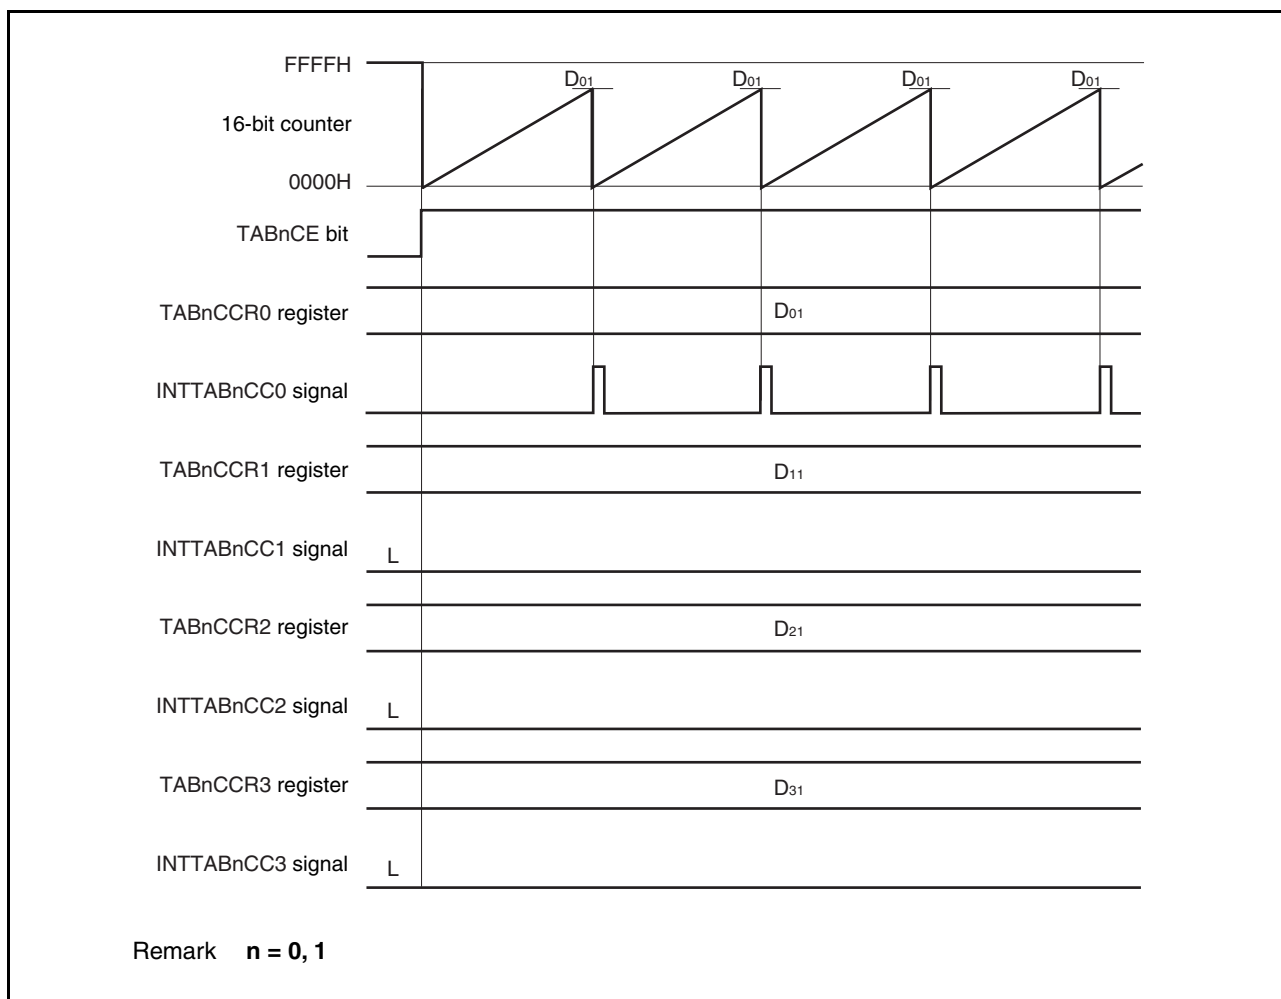 FFFFH
D01 D01 D01 D01
16-bit counter
0000H
TABnCE bit
TABnCCR0 register D01
INTTABnCC0 signal
TABnCCR1 register D11
INTTABnCC1 signal L
TABnCCR2 register D21
INTTABnCC2 signal L
TABnCCR3 register D31
INTTABnCC3 signal L
Remark n = 0, 1